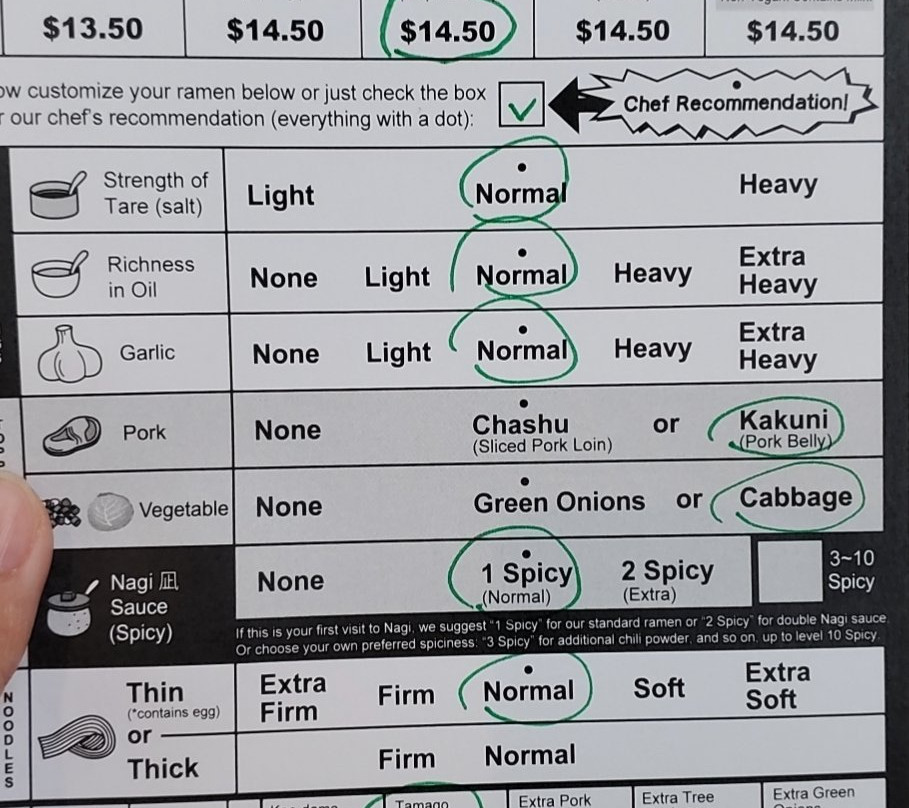 $13.50 $14.50 $14.50 $14.50 $14.50
customize your ramen below or just check the box
our chef's recommendation (everything with a dot):
Chef Recommendation!
Strength of
Tare (salt)
Light Normal Heavy
Richness
in Oil
None Light Normal Heavy Extra
Heavy
Garlic
None Light Normal Heavy Extra
Heavy
Pork
None Chashu or Kakuni
(Sliced Pork Loin) (Pork Belly)
Vegetable None Green Onions or Cabbage
Nagi 凪
Sauce
(Spicy)
None 1 Spicy 2 Spicy 3~10
(Normal) (Extra) Spicy
If this is your first visit to Nagi, we suggest "1 Spicy" for our standard ramen or "2 Spicy" for double Nagi sauce
Or choose your own preferred spiciness: "3 Spicy" for additional chili powder, and so on, up to level 10 Spicy.
NOODLES
Thin
(*contains egg)
or
Thick
Extra
Firm Firm Normal Soft Extra
Soft
Firm Normal
Tamago Extra Pork Extra Tree Extra Green